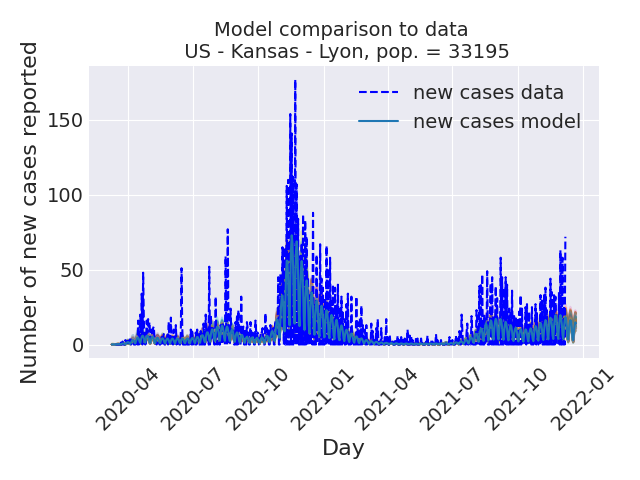 Model comparison to data
US - Kansas - Lyon, pop. = 33195
new cases data
new cases model
Number of new cases reported
150
100
50
0
2020-04
2020-07
2020-10
2021-01
2021-04
2021-07
2021-10
2022-01
Day